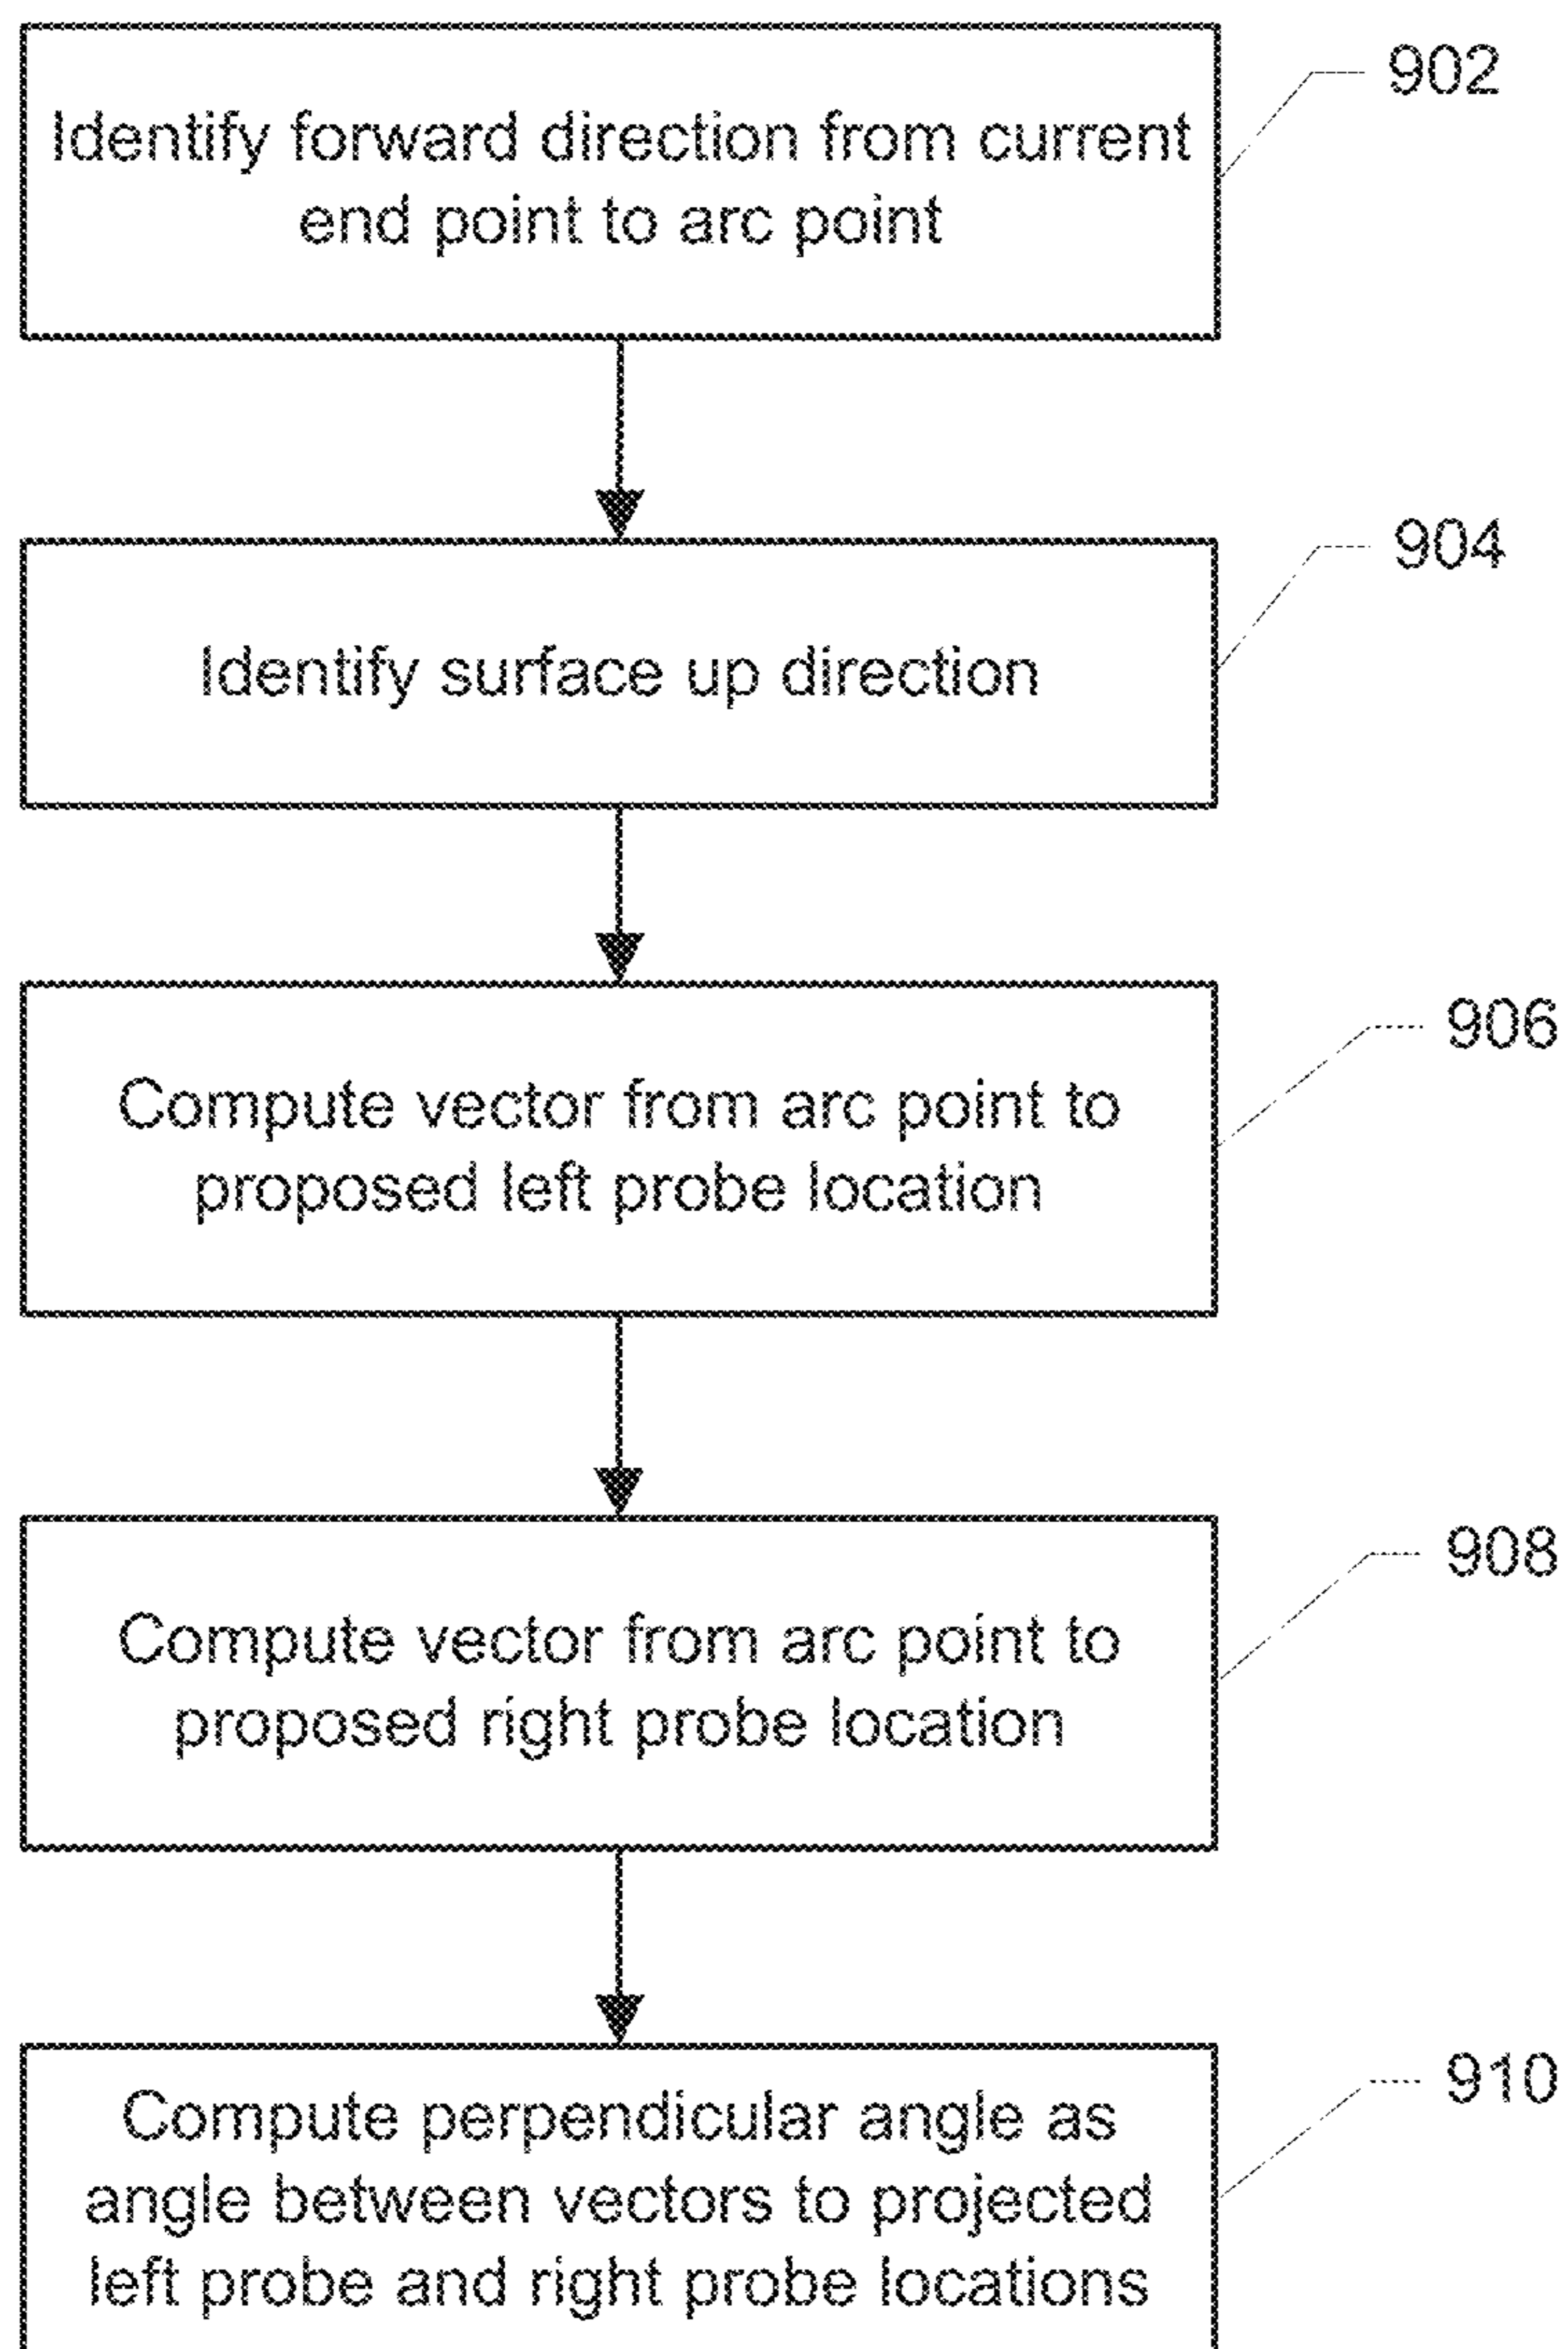 902
Identify forward direction from current
end point to arc point
904
Identify surface up direction
906
Compute vector from arc point to
proposed left probe location
908
Compute vector from arc point to
proposed right probe location
910
Compute perpendicular angle as
angle between vectors to projected
left probe and right probe locations